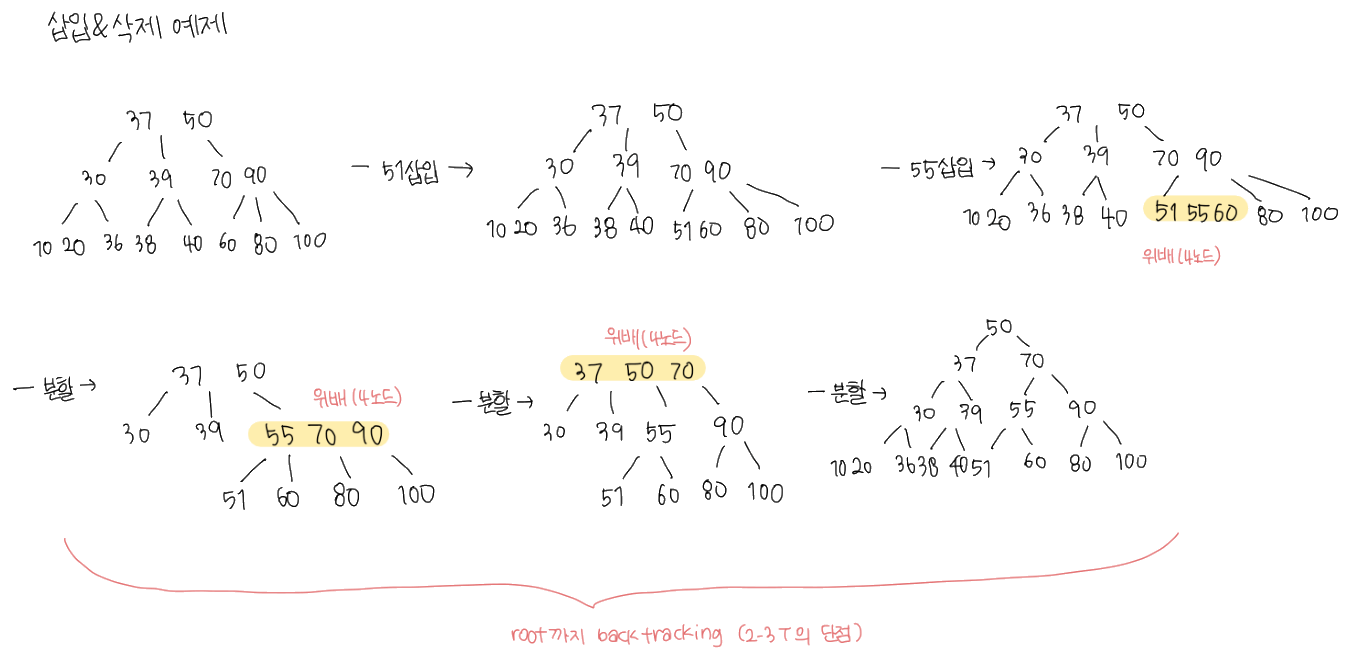 삽입&삭제 예제
37 50
30 39 70 90
10 20 36 38 40 60 80 100
— 51삽입 →
37 50
30 39 70 90
10 20 36 38 40 51 60 80 100
— 55삽입 →
37 50
30 39 70 90
10 20 36 38 40 51 55 60 80 100
위배 (4노드)
— 분할 →
37 50
위배 (4노드)
30 39 55 70 90
51 60 80 100
— 분할 →
위배 (4노드)
37 50 70
30 39 55 90
51 60 80 100
— 분할 →
50
37 70
30 39 55 90
10 20 36 38 40 51 60 80 100
root까지 backtracking (2-3T의 단점)